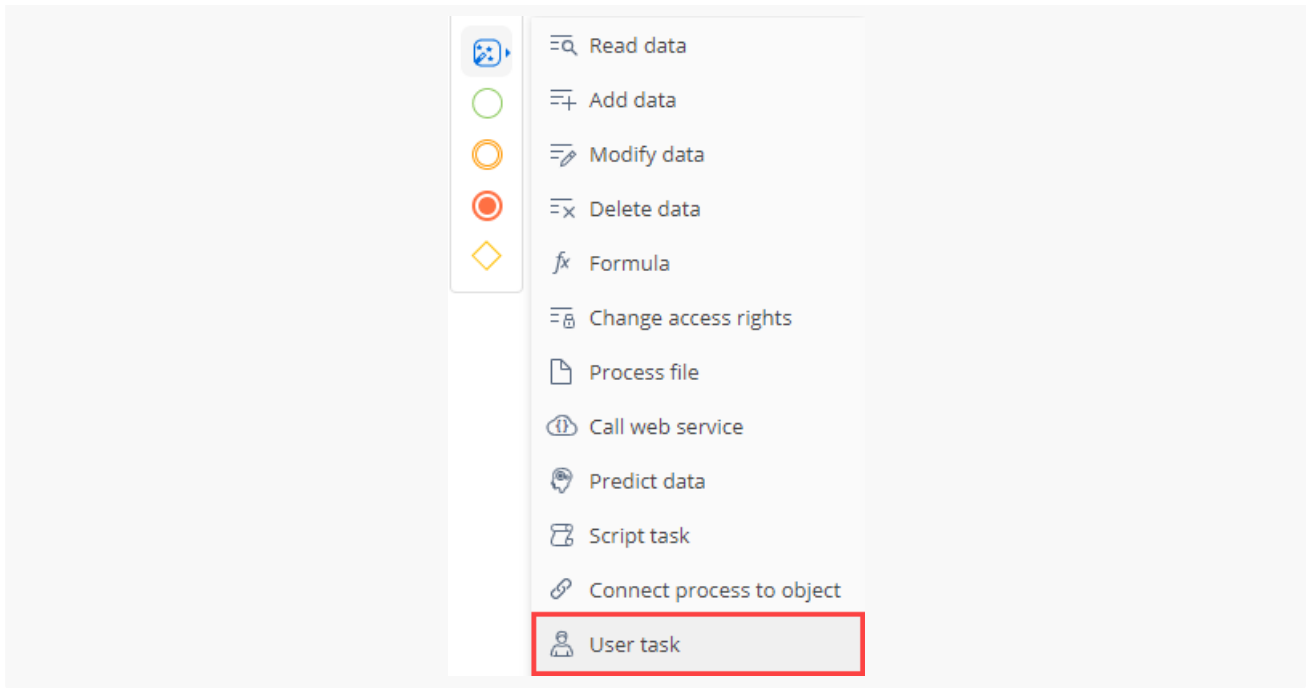 Read data
Add data
Modify data
Delete data
fx Formula
Change access rights
Process file
Call web service
Predict data
Script task
Connect process to object
User task